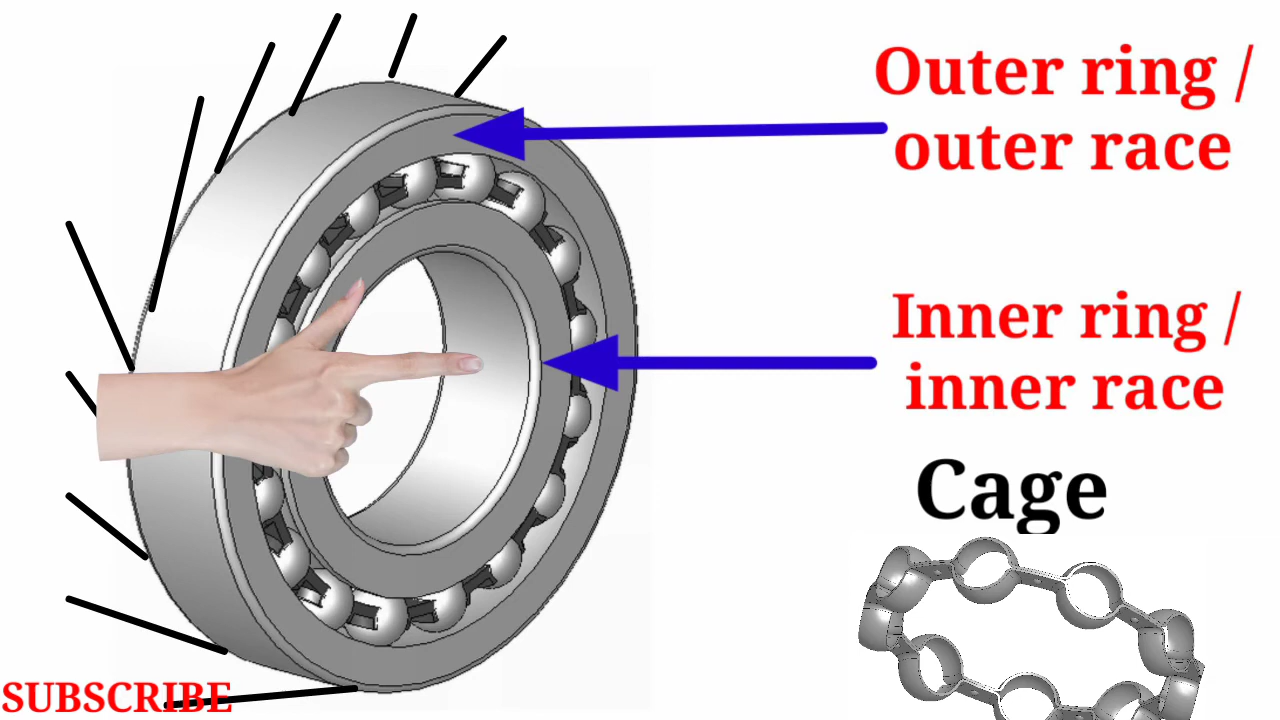 Outer ring /
outer race
Inner ring /
inner race
Cage
SUBSCRIBE